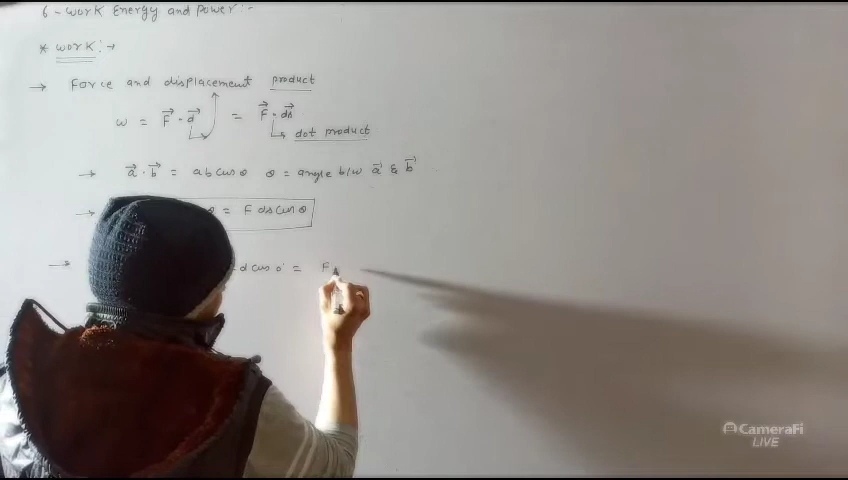 6 - work Energy and power :-
* work :→
→ Force and displacement product
w = F⃗ · d⃗ = F⃗ · ds⃗
dot product
→ a⃗ · b⃗ = ab cos θ θ = angle b/w a⃗ & b⃗
→ θ = F ds cos θ
→ d cos 0° = F
CameraFi
LIVE